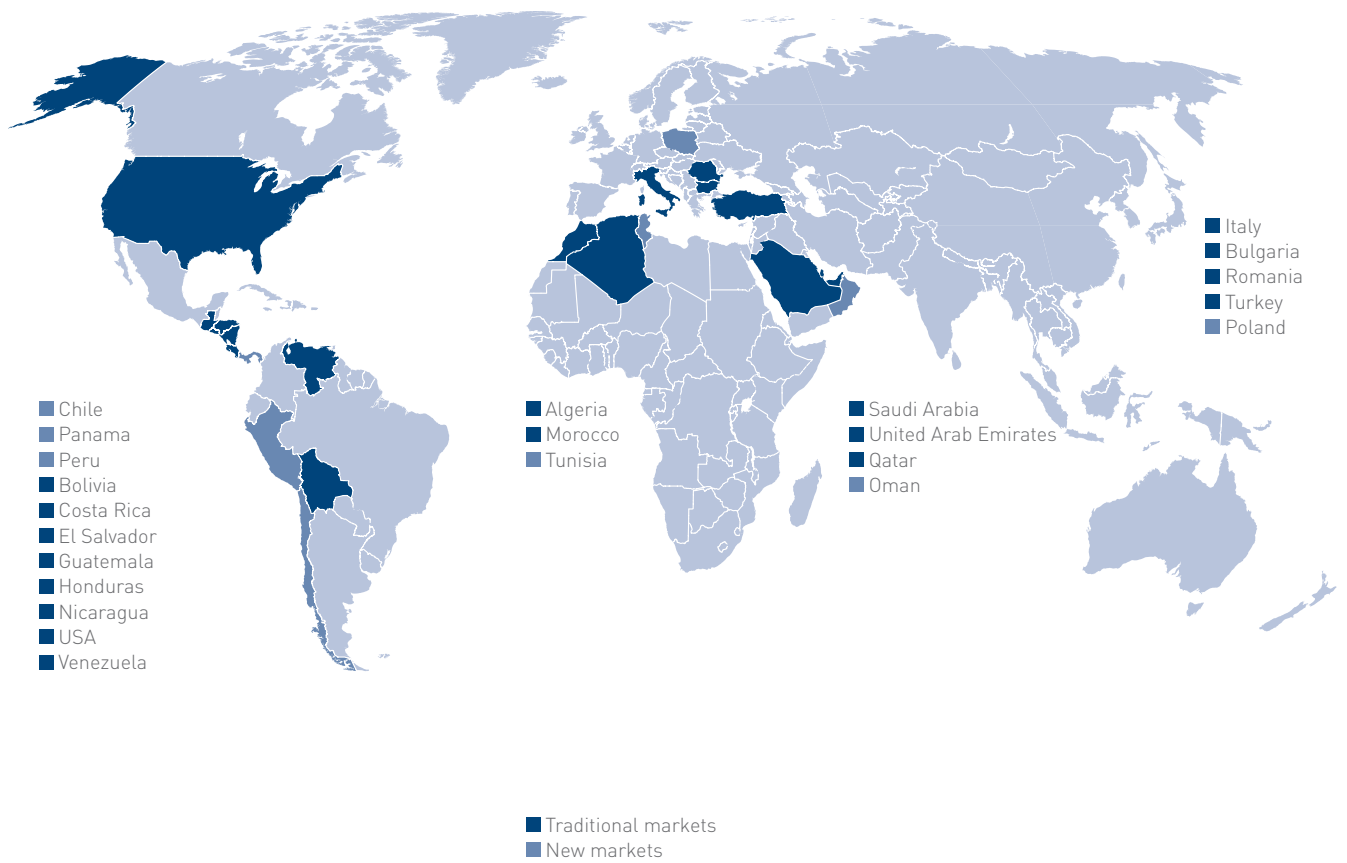 Italy
Bulgaria
Romania
Turkey
Poland
Chile
Panama
Peru
Bolivia
Costa Rica
El Salvador
Guatemala
Honduras
Nicaragua
USA
Venezuela
Algeria
Morocco
Tunisia
Saudi Arabia
United Arab Emirates
Qatar
Oman
Traditional markets
New markets